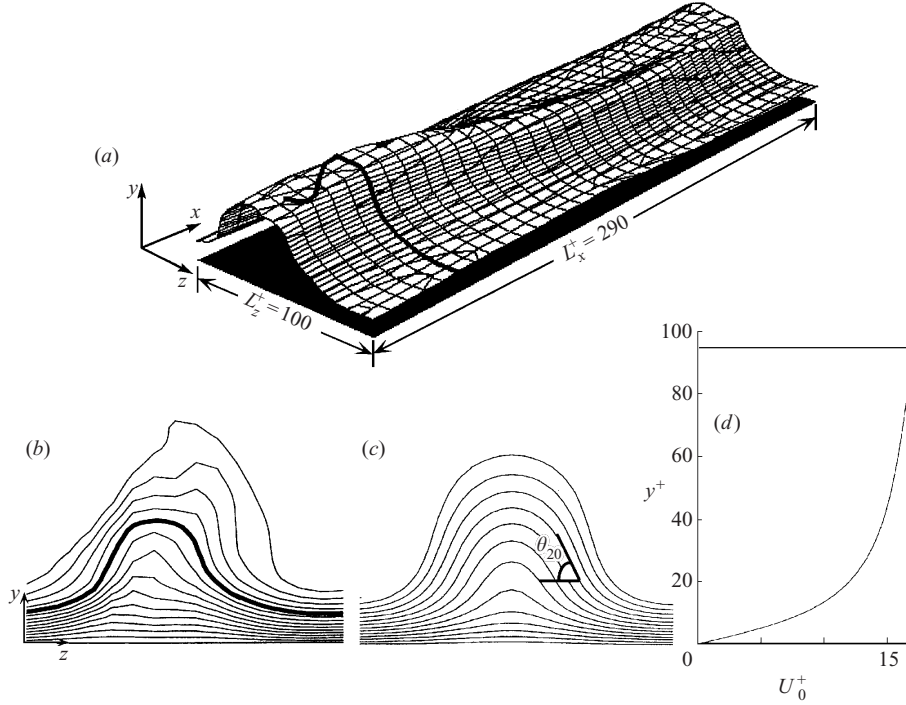 (a)
y
x
z
L_z^+ = 100
L_x^+ = 290
(b)
y
z
(c)
θ_20
(d)
100
80
60
y^+
40
20
0
15
U_0^+